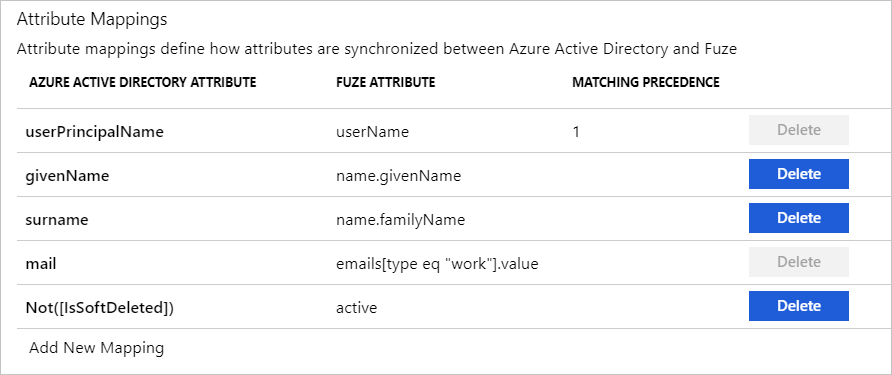 Attribute Mappings
Attribute mappings define how attributes are synchronized between Azure Active Directory and Fuze
AZURE ACTIVE DIRECTORY ATTRIBUTE FUZE ATTRIBUTE MATCHING PRECEDENCE
userPrincipalName userName 1 Delete
givenName name.givenName Delete
surname name.familyName Delete
mail emails[type eq "work"].value Delete
Not([IsSoftDeleted]) active Delete
Add New Mapping